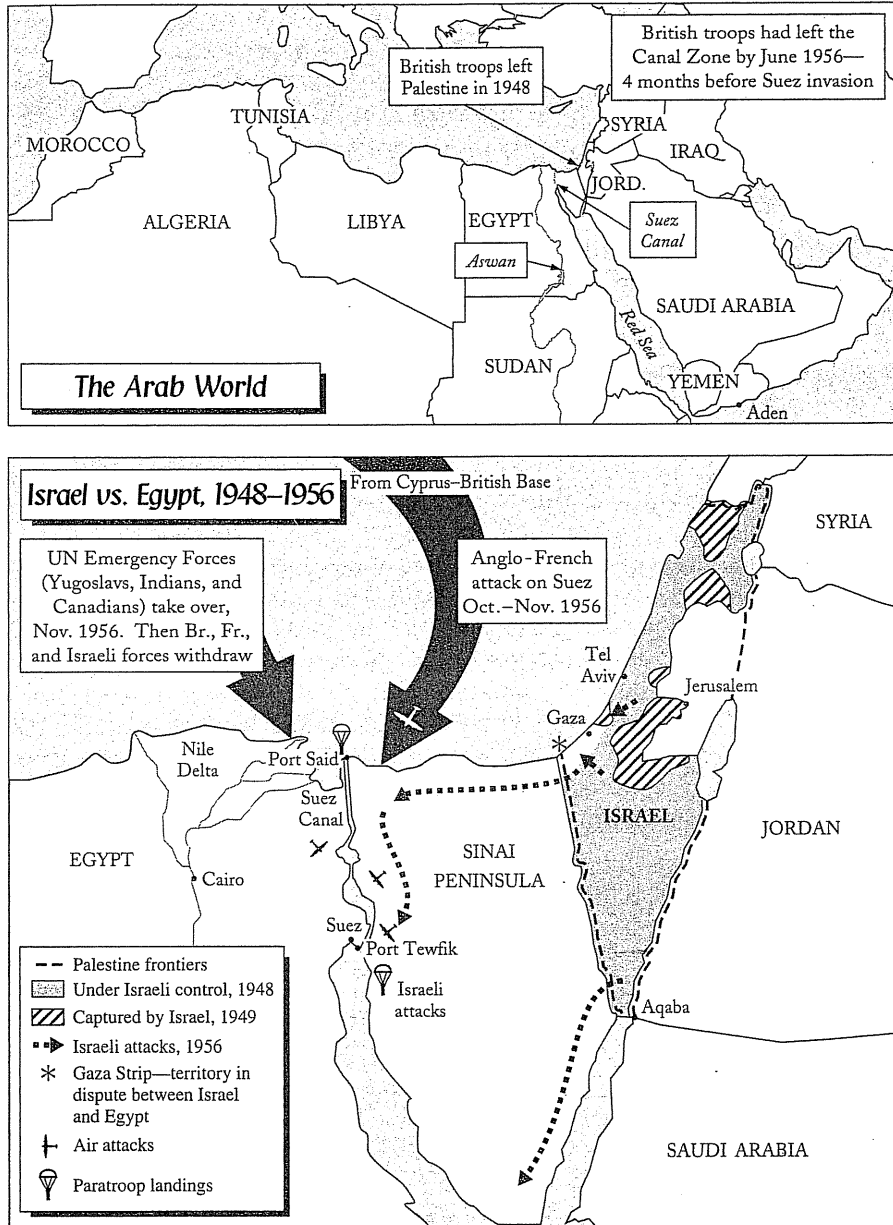 British troops had left the
Canal Zone by June 1956—
4 months before Suez invasion
British troops left
Palestine in 1948
TUNISIA
MOROCCO
SYRIA
IRAQ
JORD.
ALGERIA
LIBYA
EGYPT
Suez
Canal
Aswan
SAUDI ARABIA
Red Sea
SUDAN
YEMEN
Aden
The Arab World
Israel vs. Egypt, 1948–1956
From Cyprus–British Base
SYRIA
UN Emergency Forces
(Yugoslavs, Indians, and
Canadians) take over,
Nov. 1956. Then Br., Fr.,
and Israeli forces withdraw
Anglo-French
attack on Suez
Oct.–Nov. 1956
Tel
Aviv
Jerusalem
Gaza
Nile
Delta
Port Said
Suez
Canal
ISRAEL
JORDAN
EGYPT
SINAI
PENINSULA
Cairo
Suez
Port Tewfik
Israeli
attacks
Aqaba
SAUDI ARABIA
Palestine frontiers
Under Israeli control, 1948
Captured by Israel, 1949
Israeli attacks, 1956
Gaza Strip—territory in
dispute between Israel
and Egypt
Air attacks
Paratroop landings